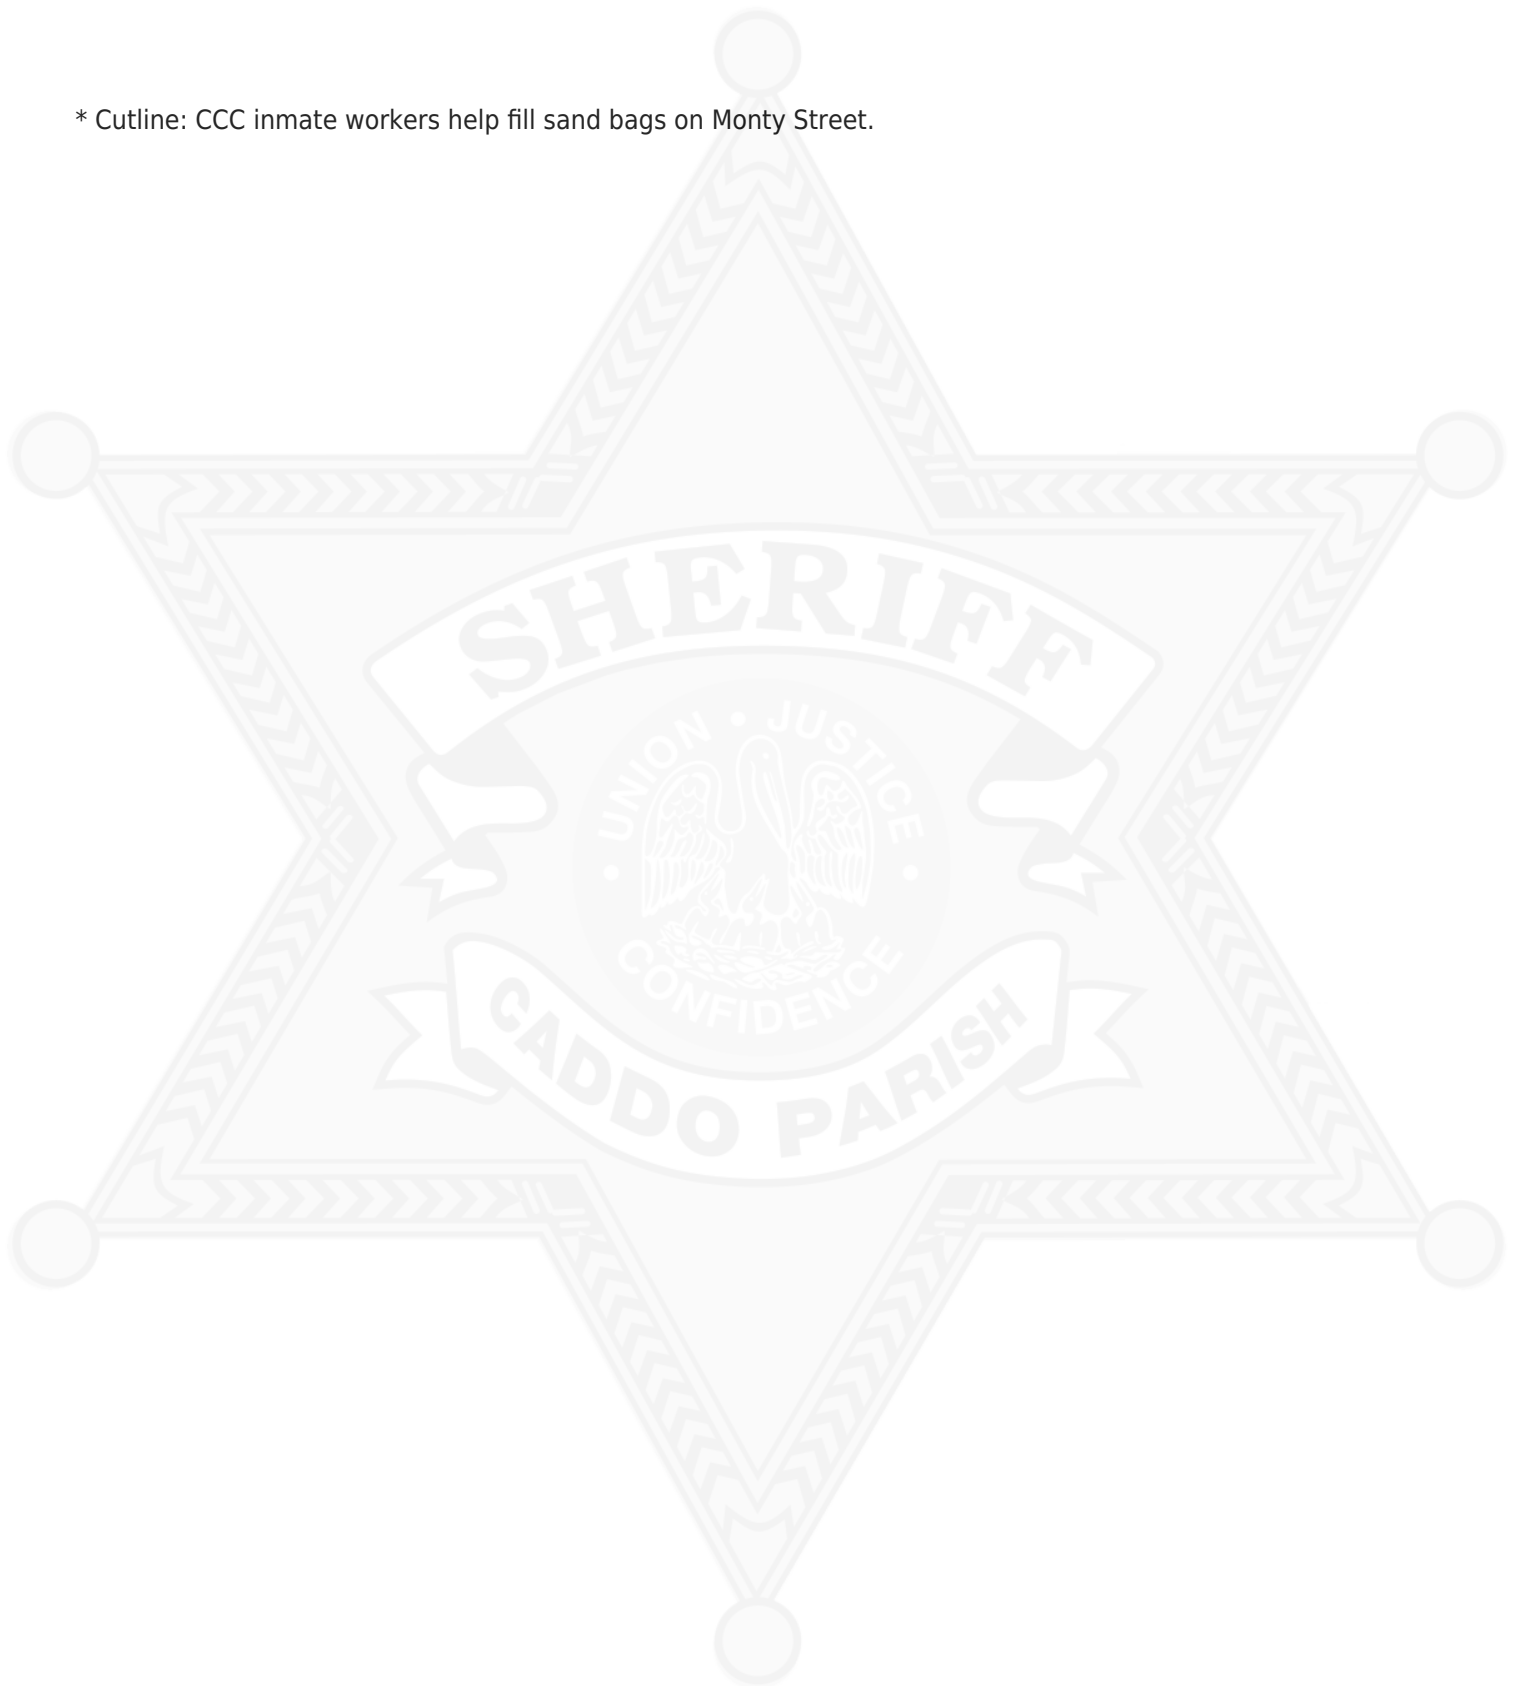 * Cutline: CCC inmate workers help fill sand bags on Monty Street.
SHERIFF
UNION • JUSTICE
• CONFIDENCE •
CADDO PARISH